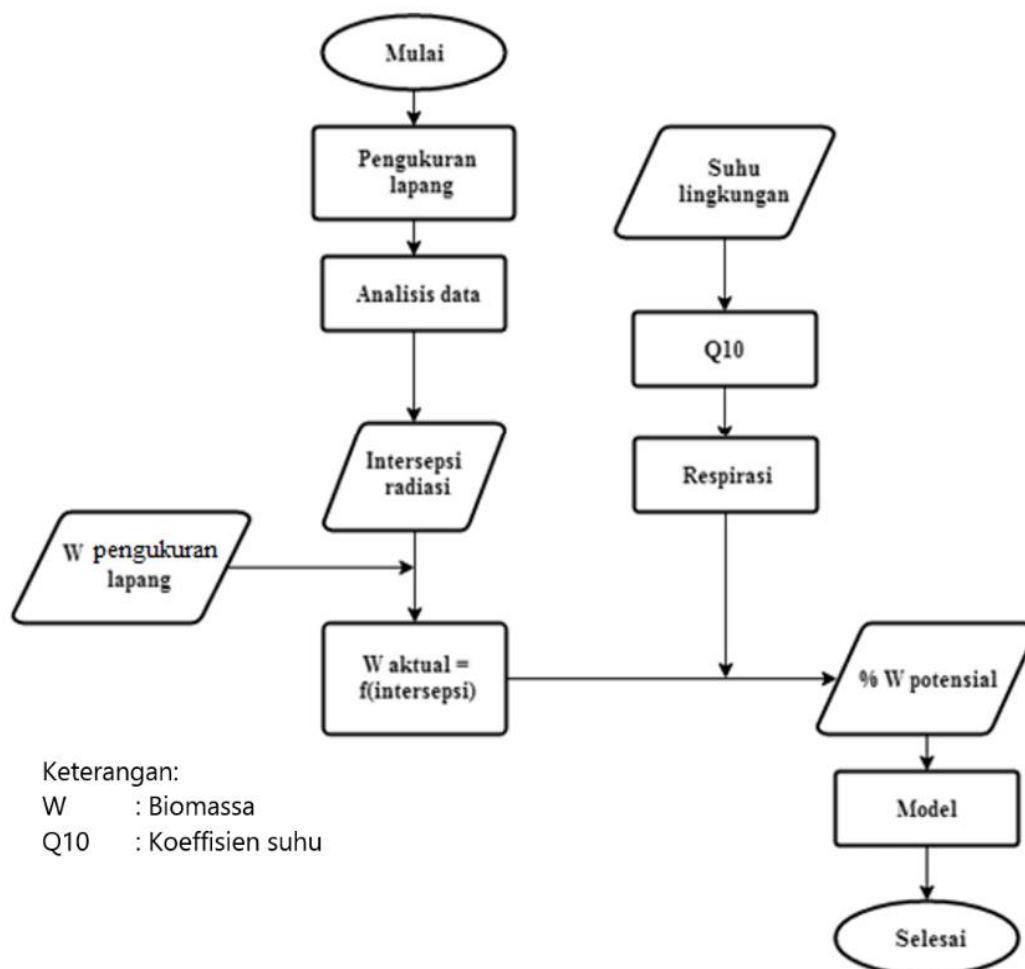 Mulai
Pengukuran
lapang
Suhu
lingkungan
Analisis data
Q10
Intersepsi
radiasi
Respirasi
W pengukuran
lapang
W aktual =
f(intersepsi)
% W potensial
Model
Selesai
Keterangan:
W : Biomassa
Q10 : Koeffisien suhu